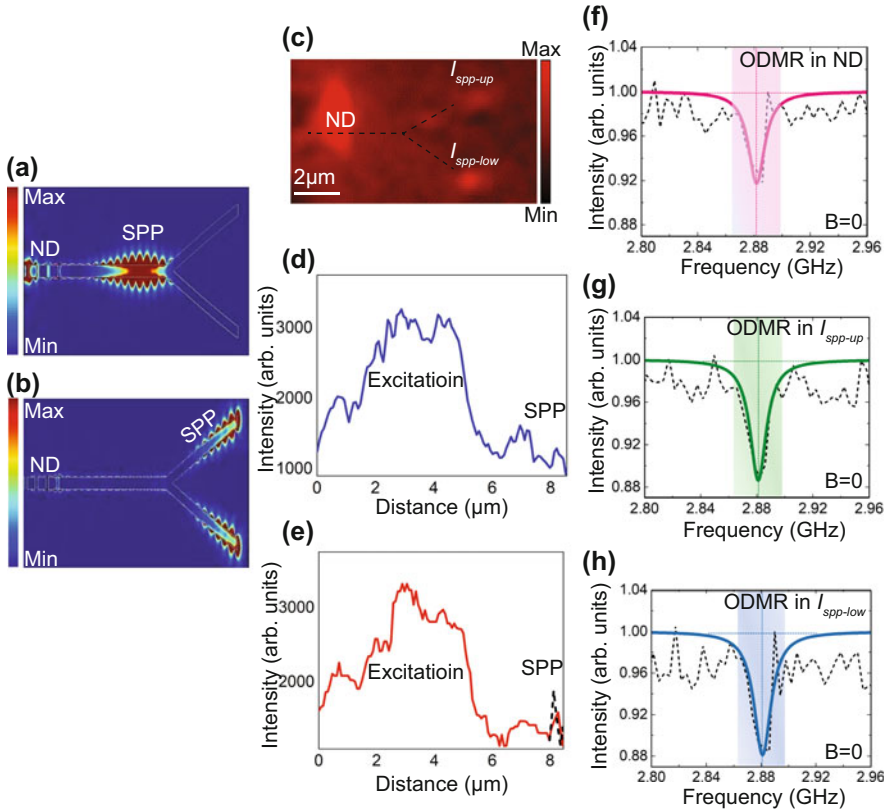 (a)
Max
ND
SPP
Min
(b)
Max
SPP
ND
Min
(c)
I spp-up
ND
I spp-low
2μm
Max
Min
(d)
Intensity (arb. units)
3000
2000
1000
Excitatioin
SPP
0 2 4 6 8
Distance (μm)
(e)
Intensity (arb. units)
3000
2000
Excitatioin
SPP
0 2 4 6 8
Distance (μm)
(f)
Intensity (arb. units)
1.04
1.00
0.96
0.92
0.88
ODMR in ND
B=0
2.80 2.84 2.88 2.92 2.96
Frequency (GHz)
(g)
Intensity (arb. units)
1.04
1.00
0.96
0.92
0.88
ODMR in I spp-up
B=0
2.80 2.84 2.88 2.92 2.96
Frequency (GHz)
(h)
Intensity (arb. units)
1.04
1.00
0.96
0.92
0.88
ODMR in I spp-low
B=0
2.80 2.84 2.88 2.92 2.96
Frequency (GHz)